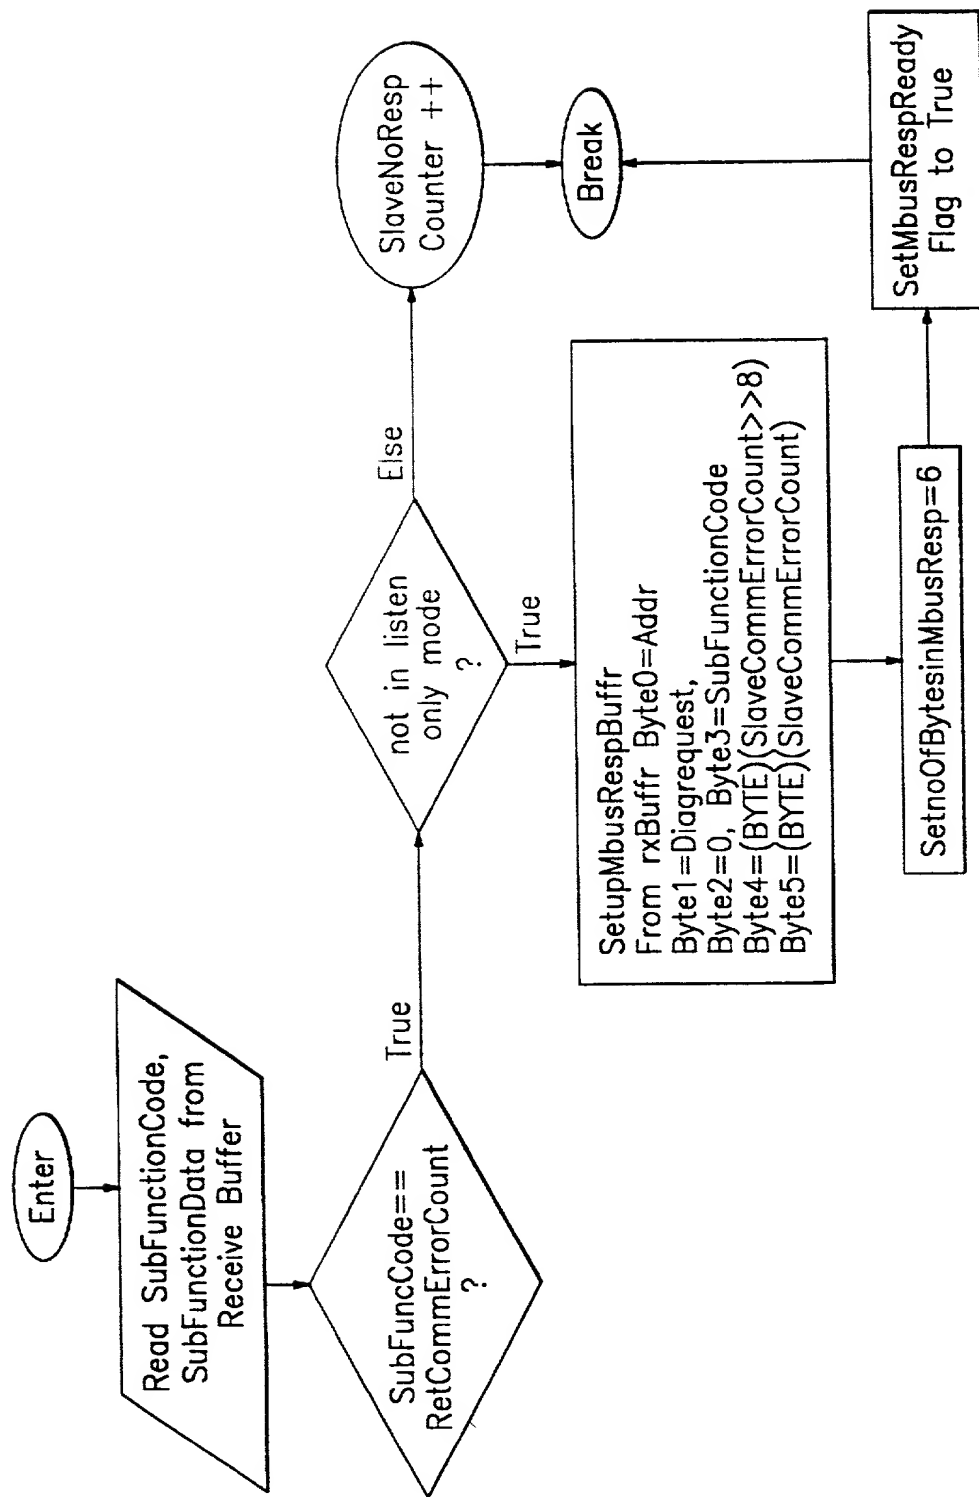 Enter
Read SubFunctionCode,
SubFunctionData from
Receive Buffer
SubFuncCode==
RetCommErrorCount
?
True
not in listen
only mode
?
Else
SlaveNoResp
Counter ++
Break
True
SetupMbusRespBuffr
From rxBuffr Byte0=Addr
Byte1=Diagrequest,
Byte2=0, Byte3=SubFunctionCode
Byte4=(BYTE)(SlaveCommErrorCount>>8)
Byte5=(BYTE)(SlaveCommErrorCount)
SetnoOfBytesinMbusResp=6
SetMbusRespReady
Flag to True